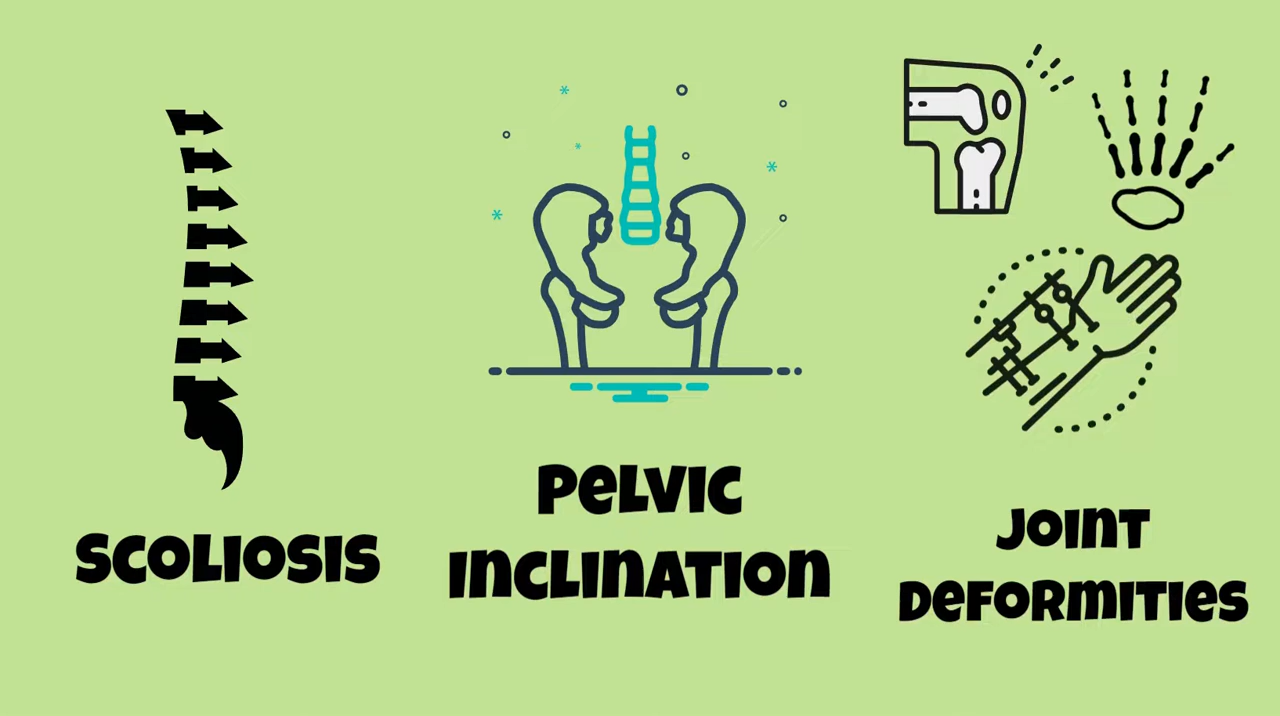 SCOLIOSIS
PELVIC
INCLINATION
JOINT
DEFORMITIES